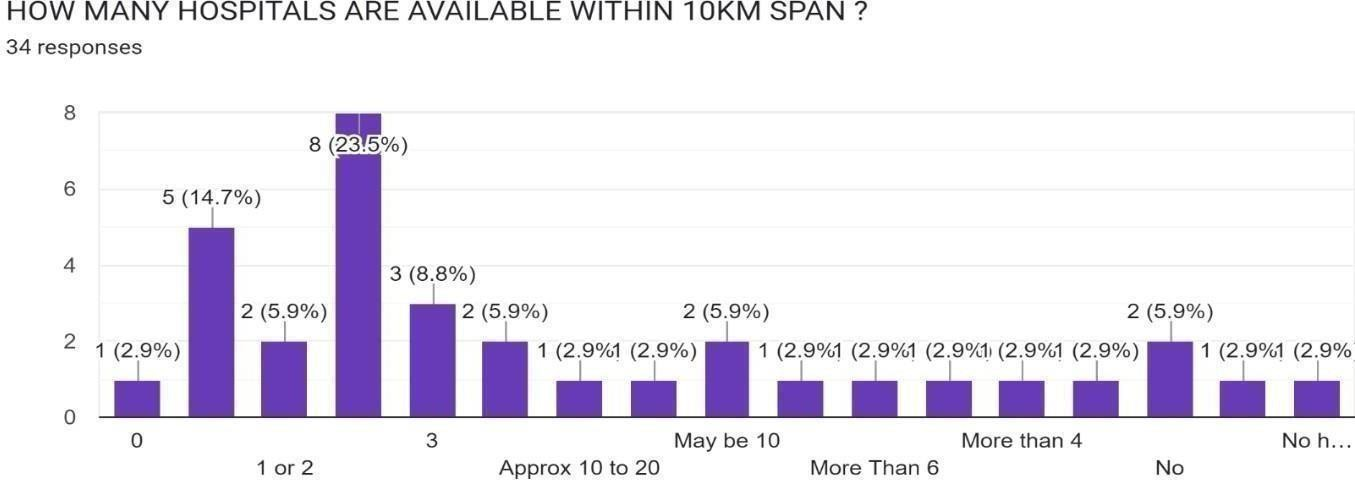 HOW MANY HOSPITALS ARE AVAILABLE WITHIN 10KM SPAN ?
34 responses
8
8 (23.5%)
6
5 (14.7%)
4
3 (8.8%)
2 (5.9%) 2 (5.9%) 2 (5.9%) 2 (5.9%)
2
1 (2.9%) 1 (2.9% 1 (2.9%) 1 (2.9% 1 (2.9% 1 (2.9% (2.9% 1 (2.9%) 1 (2.9% 1 (2.9%
0
0 3 May be 10 More than 4 No h...
1 or 2 Approx 10 to 20 More Than 6 No